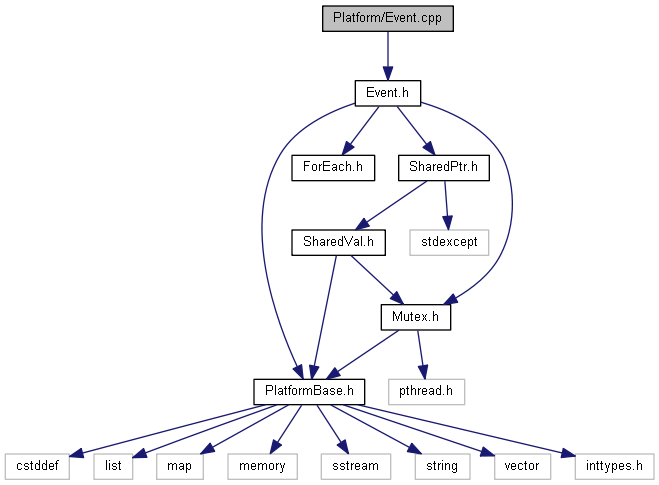 Platform/Event.cpp
Event.h
ForEach.h
SharedPtr.h
SharedVal.h
stdexcept
Mutex.h
PlatformBase.h
pthread.h
cstddef
list
map
memory
sstream
string
vector
inttypes.h